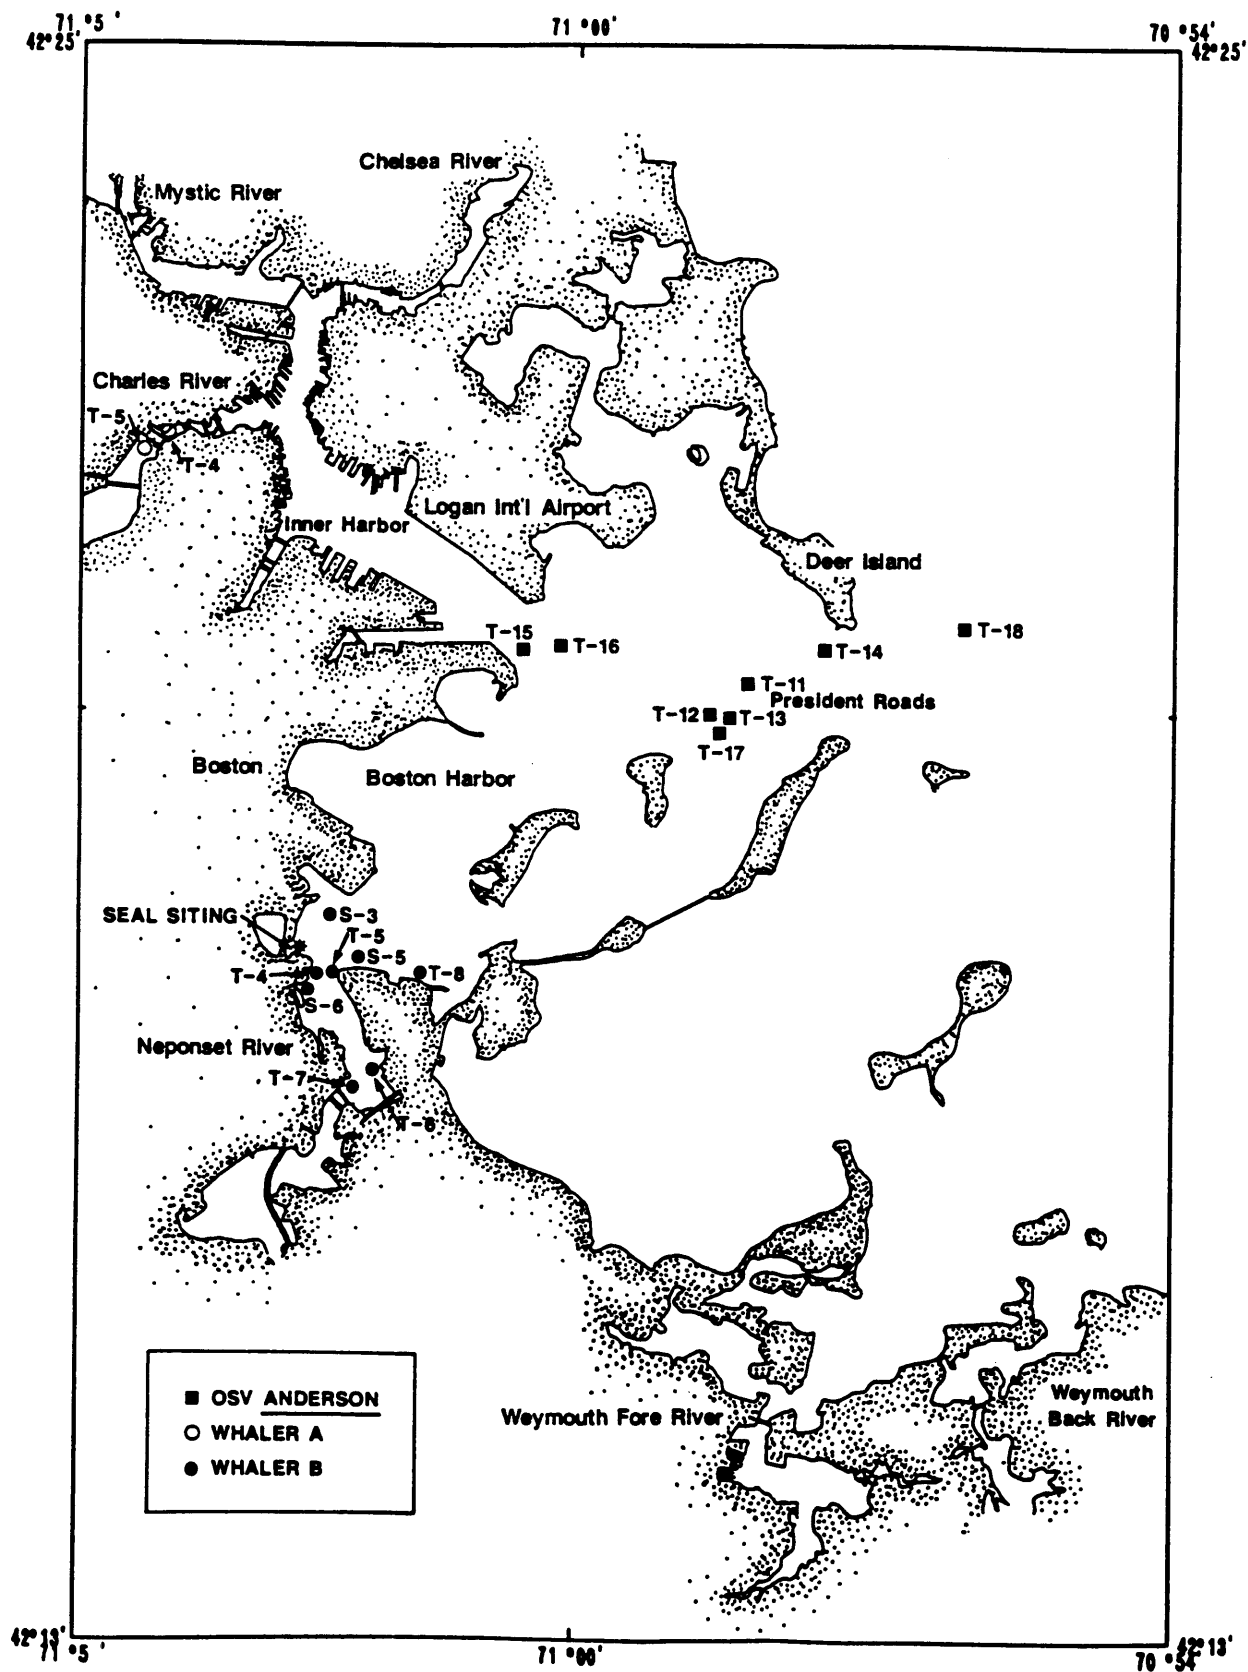 71 °5 '
71 °00'
70 °54'
42°25'
42°25'
Chelsea River
Mystic River
Charles River
T-5
T-4
Logan Int'l Airport
Inner Harbor
Deer Island
T-15
T-16
T-14
T-18
T-11
President Roads
T-12
T-13
T-17
Boston
Boston Harbor
SEAL SITING
S-3
T-5
S-5
T-4
T-8
S-6
Neponset River
T-7
T-6
OSV ANDERSON
WHALER A
WHALER B
Weymouth Fore River
Weymouth
Back River
42°13'
42°13'
71 °5 '
71 °00'
70 °54'